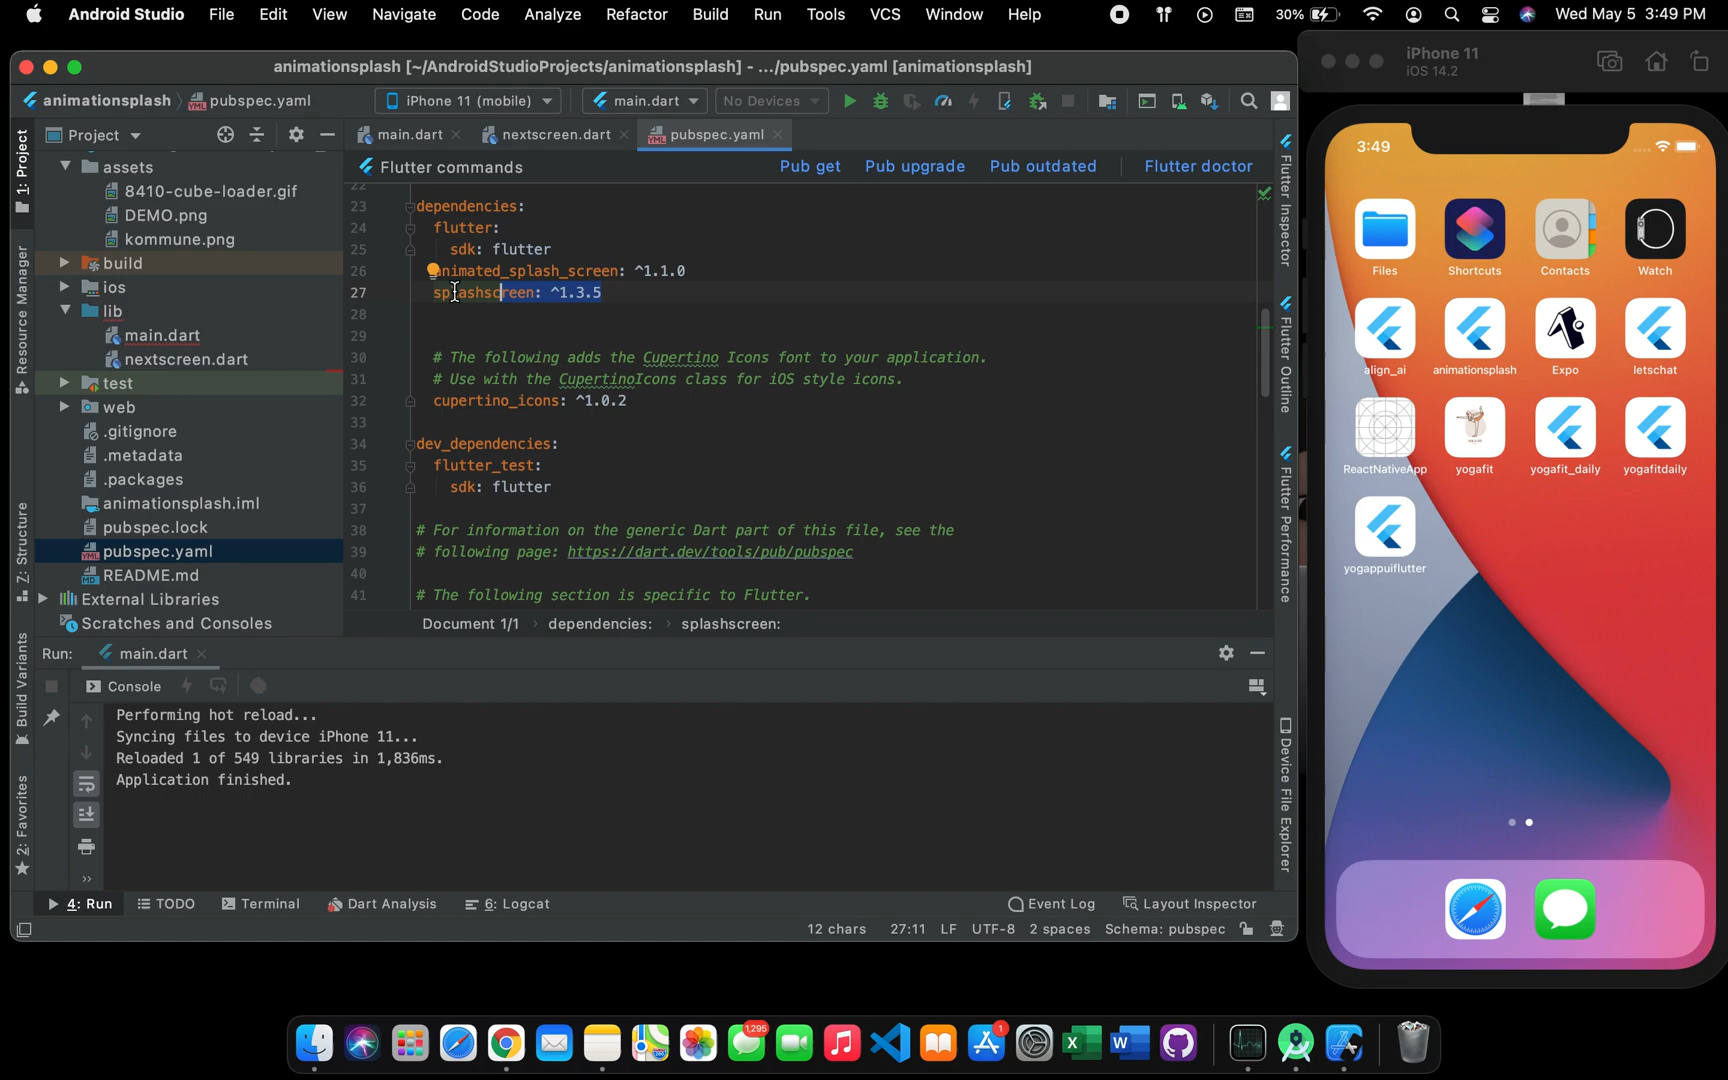 Android Studio File Edit View Navigate Code Analyze Refactor Build Run Tools VCS Window Help 30% Wed May 5 3:49 PM
animationsplash [~/AndroidStudioProjects/animationsplash] - .../pubspec.yaml [animationsplash]
iPhone 11
iOS 14.2
animationsplash pubspec.yaml iPhone 11 (mobile) main.dart No Devices
Project main.dart nextscreen.dart pubspec.yaml
Flutter commands Pub get Pub upgrade Pub outdated Flutter doctor
1: Project
Resource Manager
Z: Structure
Build Variants
2: Favorites
assets
8410-cube-loader.gif
DEMO.png
kommune.png
build
ios
lib
main.dart
nextscreen.dart
test
web
.gitignore
.metadata
.packages
animationsplash.iml
pubspec.lock
pubspec.yaml
README.md
External Libraries
Scratches and Consoles
22
23 dependencies:
24 flutter:
25 sdk: flutter
26 animated_splash_screen: ^1.1.0
27 splashscreen: ^1.3.5
28
29
30 # The following adds the Cupertino Icons font to your application.
31 # Use with the CupertinoIcons class for iOS style icons.
32 cupertino_icons: ^1.0.2
33
34 dev_dependencies:
35 flutter_test:
36 sdk: flutter
37
38 # For information on the generic Dart part of this file, see the
39 # following page: https://dart.dev/tools/pub/pubspec
40
41 # The following section is specific to Flutter.
Document 1/1 dependencies: splashscreen:
Flutter Inspector
Flutter Outline
Flutter Performance
Device File Explorer
Run: main.dart
Console
Performing hot reload...
Syncing files to device iPhone 11...
Reloaded 1 of 549 libraries in 1,836ms.
Application finished.
4: Run TODO Terminal Dart Analysis 6: Logcat Event Log Layout Inspector
12 chars 27:11 LF UTF-8 2 spaces Schema: pubspec
3:49
Files Shortcuts Contacts Watch
align_ai animationsplash Expo letschat
ReactNativeApp yogafit yogafit_daily yogafitdaily
yogappuiflutter
1,295
1